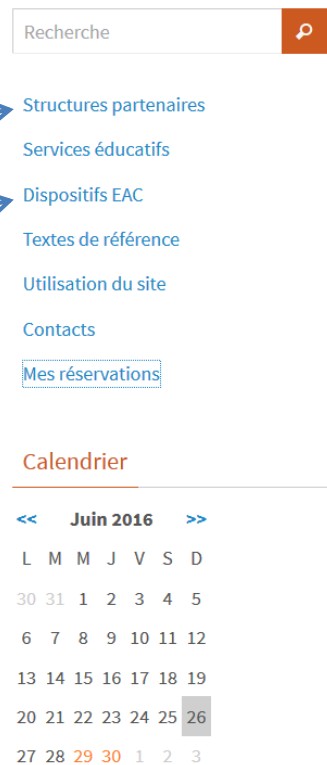 Recherche
Structures partenaires
Services éducatifs
Dispositifs EAC
Textes de référence
Utilisation du site
Contacts
Mes réservations
Calendrier
<< Juin 2016 >>
L M M J V S D
30 31 1 2 3 4 5
6 7 8 9 10 11 12
13 14 15 16 17 18 19
20 21 22 23 24 25 26
27 28 29 30 1 2 3